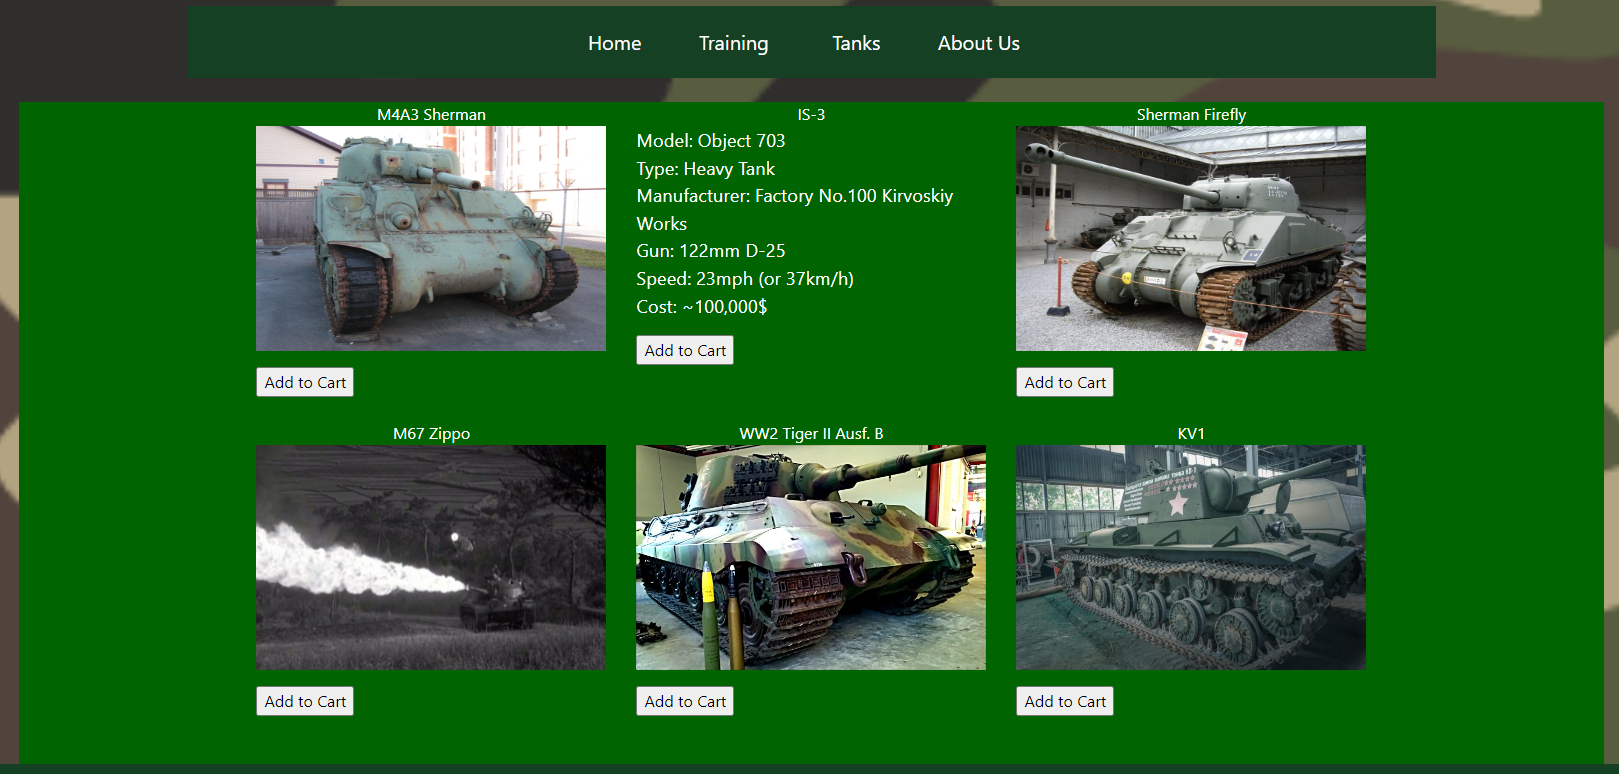 Home Training Tanks About Us
M4A3 Sherman
IS-3
Sherman Firefly
Model: Object 703
Type: Heavy Tank
Manufacturer: Factory No.100 Kirvoskiy
Works
Gun: 122mm D-25
Speed: 23mph (or 37km/h)
Cost: ~100,000$
Add to Cart
Add to Cart
Add to Cart
M67 Zippo
WW2 Tiger II Ausf. B
KV1
Add to Cart
Add to Cart
Add to Cart